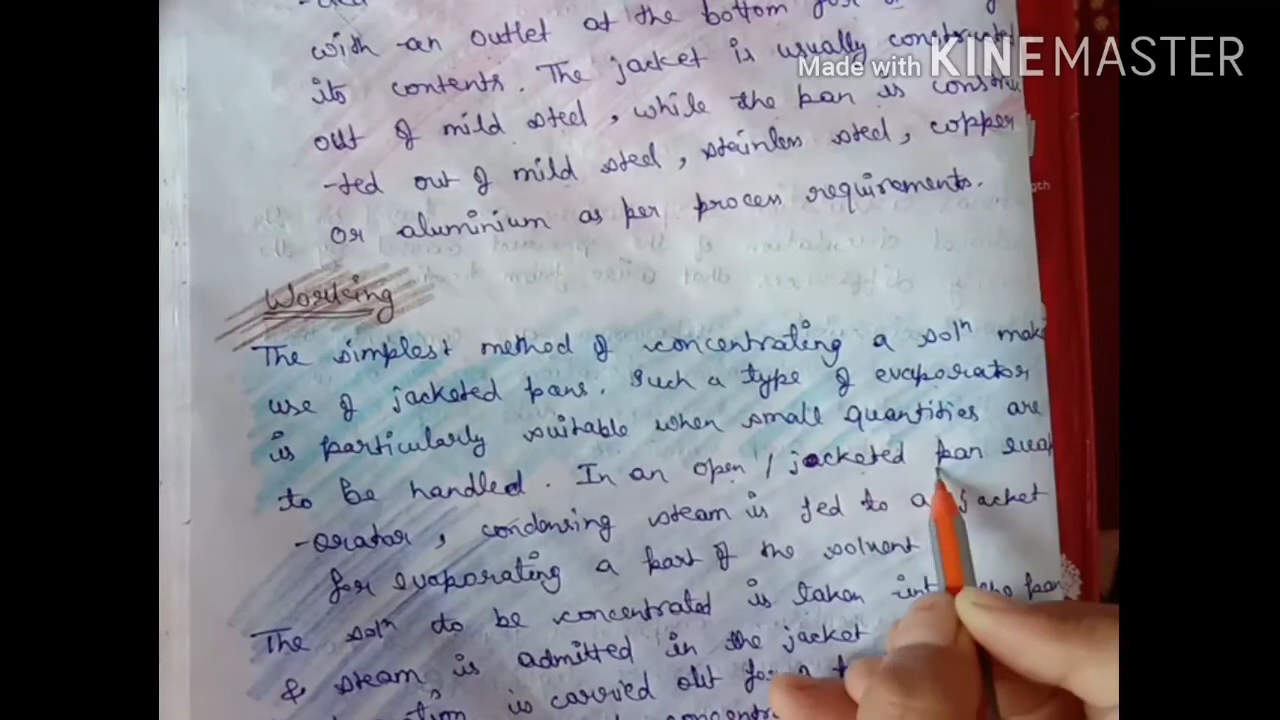 with an outlet at the bottom
its contents. The jacket is usually
out of mild steel, while the pan is
-ted out of mild steel, stainless steel, copper
or aluminium as per process requirements.
Working
The simplest method of concentrating a solⁿ
use of jacketed pans. Such a type of evaporator
is particularly suitable when small quantities are
to be handled. In an open / jacketed pan
-orator, condensing steam is fed to a jacket
for evaporating a part of the solvent
The solⁿ to be concentrated is taken the pan
& steam is admitted in the jacket
is carried out for
Made with KINEMASTER